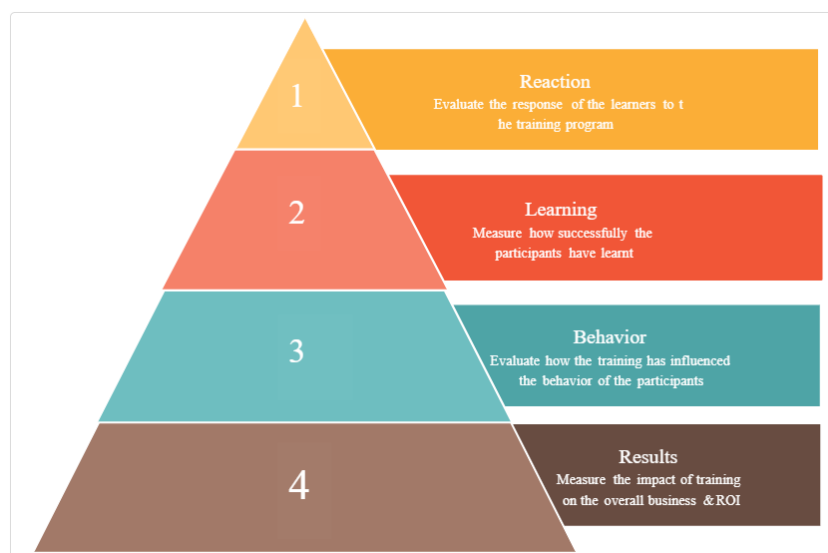 1
Reaction
Evaluate the response of the learners to t
he training program
2
Learning
Measure how successfully the
participants have learnt
3
Behavior
Evaluate how the training has influenced
the behavior of the participants
4
Results
Measure the impact of training
on the overall business & ROI